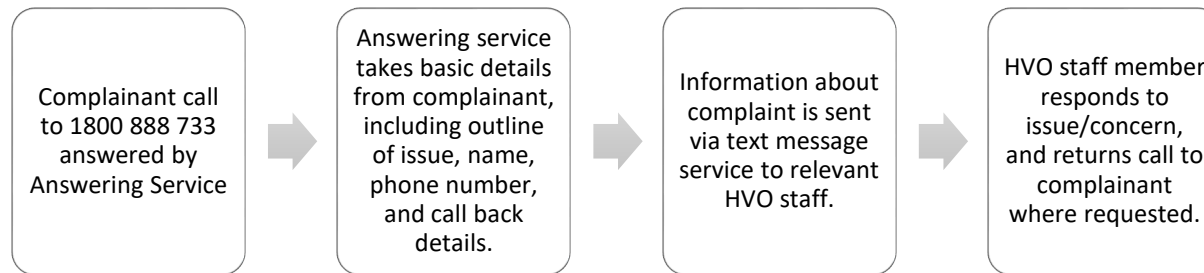 Complainant call
to 1800 888 733
answered by
Answering Service
Answering service
takes basic details
from complainant,
including outline
of issue, name,
phone number,
and call back
details.
Information about
complaint is sent
via text message
service to relevant
HVO staff.
HVO staff member
responds to
issue/concern,
and returns call to
complainant
where requested.